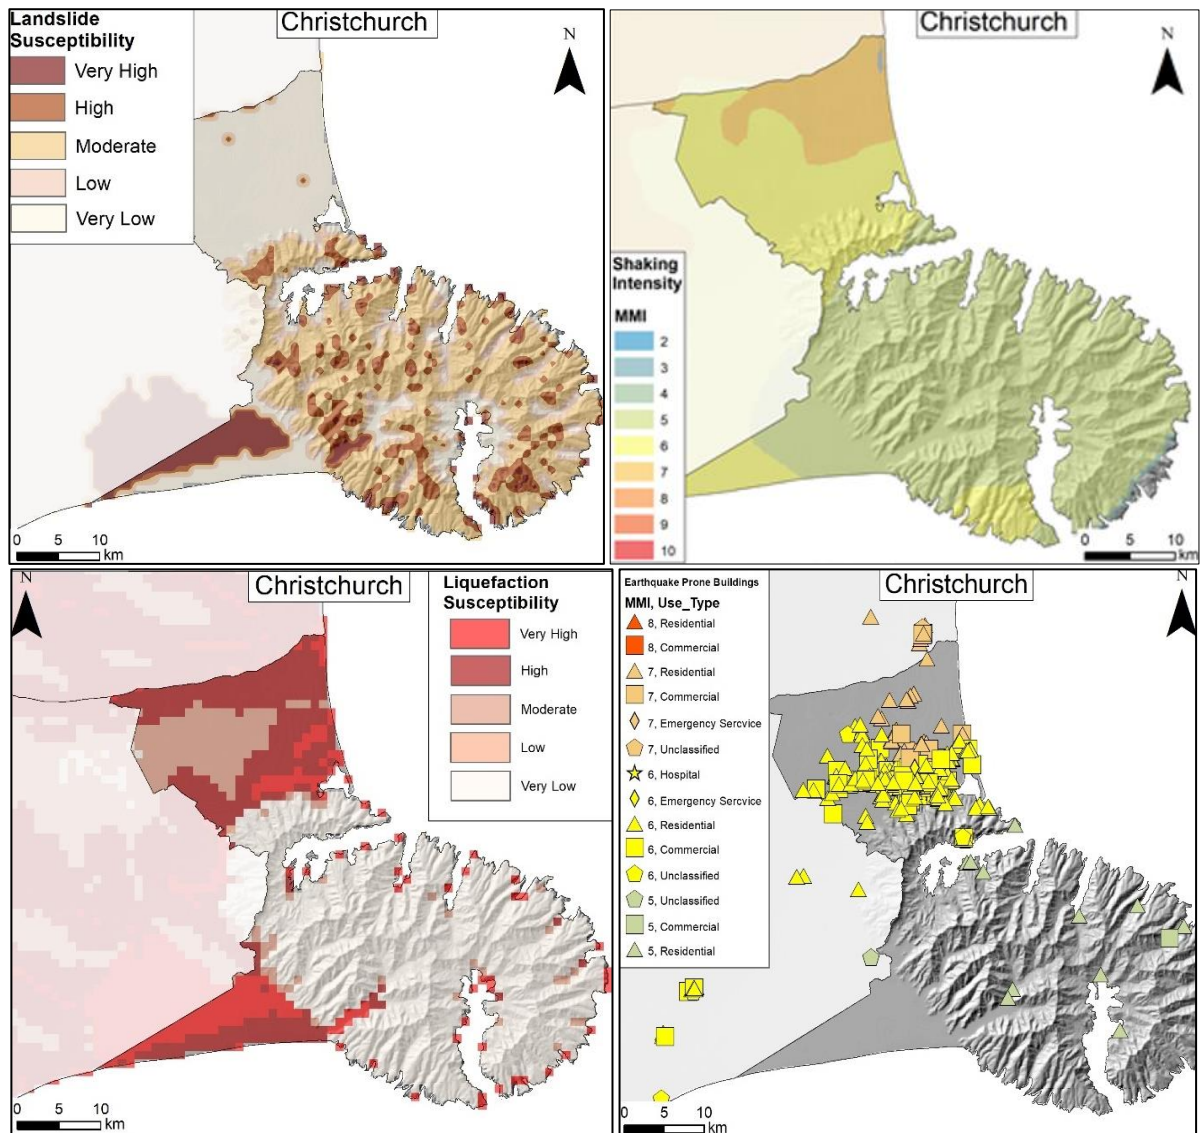 Landslide
Susceptibility
Very High
High
Moderate
Low
Very Low
Christchurch
N
0 5 10
km
Christchurch
N
Shaking
Intensity
MMI
2
3
4
5
6
7
8
9
10
0 5 10
km
N
Christchurch
Liquefaction
Susceptibility
Very High
High
Moderate
Low
Very Low
0 5 10
km
Earthquake Prone Buildings
MMI, Use_Type
8, Residential
8, Commercial
7, Residential
7, Commercial
7, Emergency Sercvice
7, Unclassified
6, Hospital
6, Emergency Sercvice
6, Residential
6, Commercial
6, Unclassified
5, Unclassified
5, Commercial
5, Residential
Christchurch
N
0 5 10
km